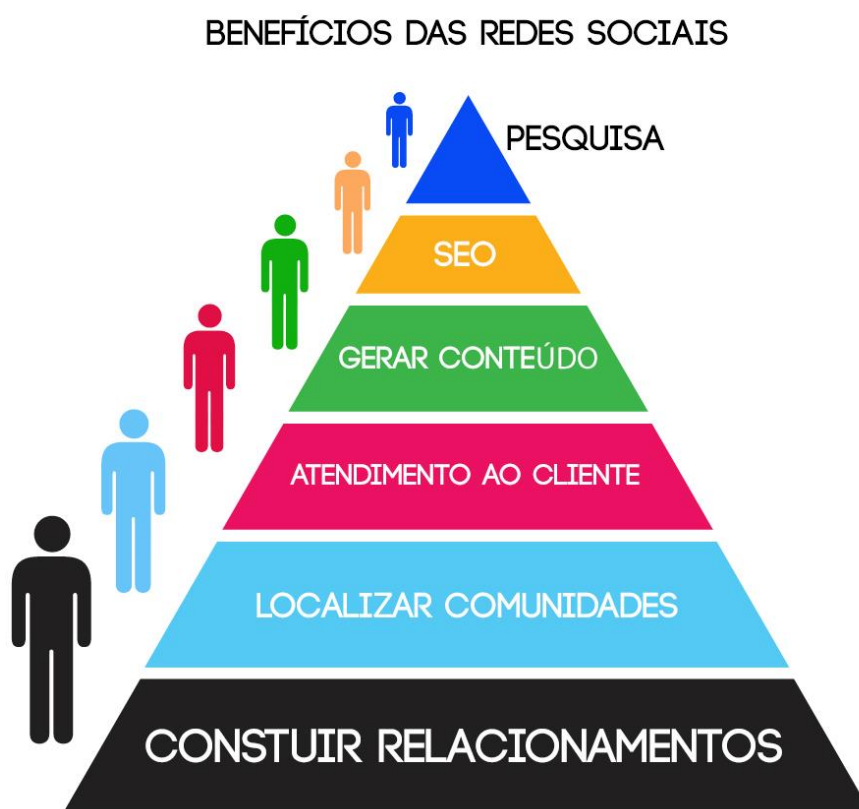 BENEFÍCIOS DAS REDES SOCIAIS
PESQUISA
SEO
GERAR CONTEÚDO
ATENDIMENTO AO CLIENTE
LOCALIZAR COMUNIDADES
CONSTUIR RELACIONAMENTOS